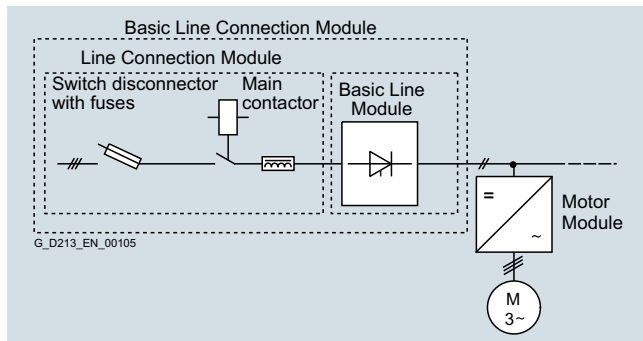 Basic Line Connection Module
Line Connection Module
Switch disconnector
with fuses
Main
contactor
Basic Line
Module
=
~
Motor
Module
G_D213_EN_00105
M
3~